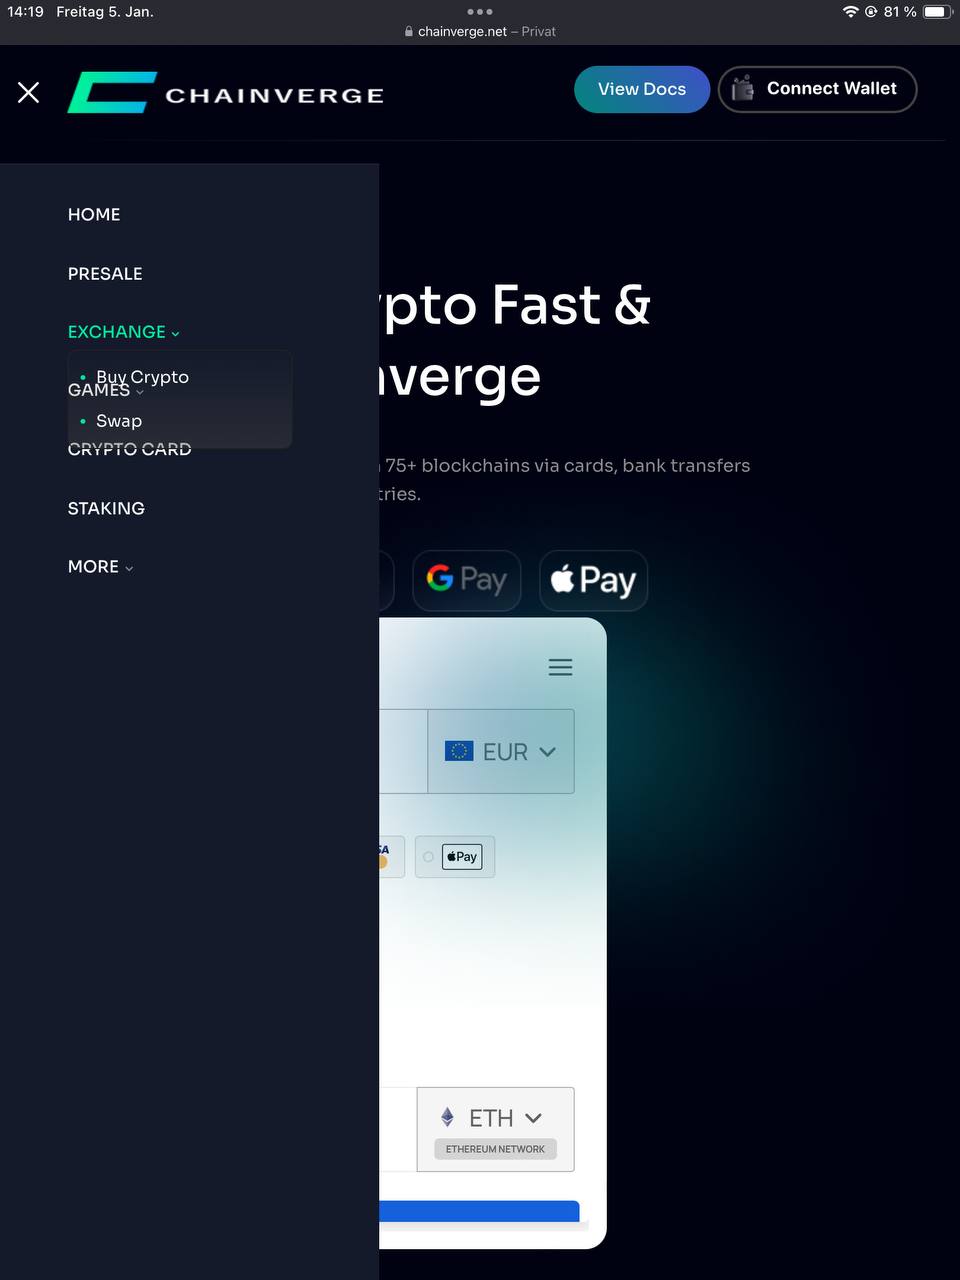 14:19 Freitag 5. Jan.
81 %
chainverge.net – Privat
CHAINVERGE
View Docs
Connect Wallet
HOME
PRESALE
EXCHANGE
Buy Crypto
GAMES
Swap
CRYPTO CARD
STAKING
MORE
ypto Fast &
nverge
75+ blockchains via cards, bank transfers
tries.
G Pay
Pay
EUR
SA
Pay
ETH
ETHEREUM NETWORK